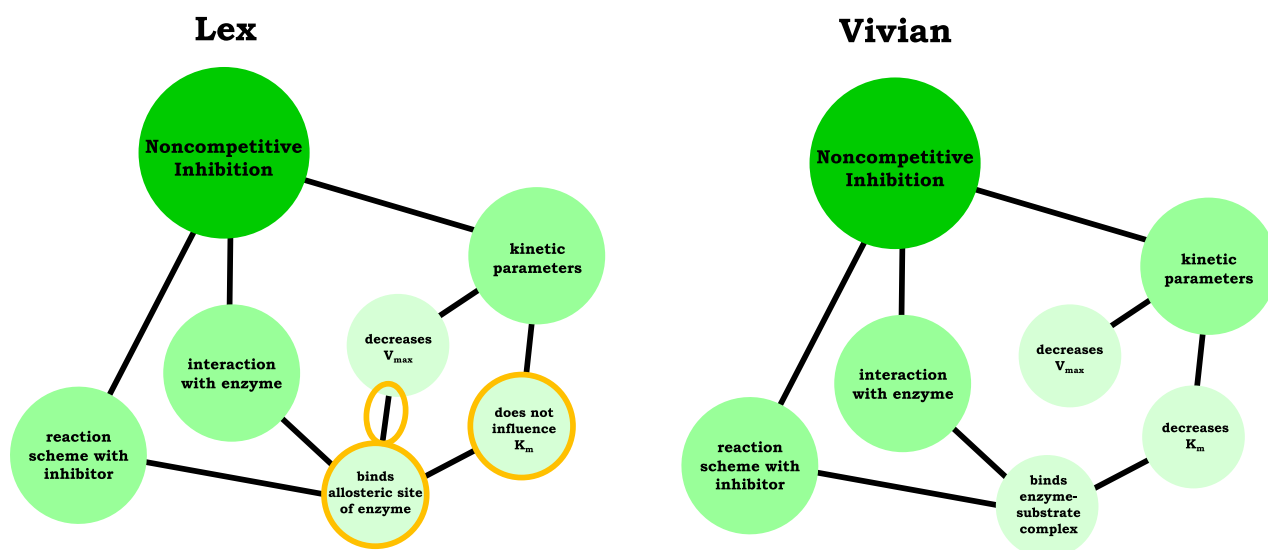 Lex
Noncompetitive
Inhibition
kinetic
parameters
decreases
Vmax
interaction
with enzyme
does not
influence
Km
reaction
scheme with
inhibitor
binds
allosteric site
of enzyme
Vivian
Noncompetitive
Inhibition
kinetic
parameters
decreases
Vmax
interaction
with enzyme
decreases
Km
reaction
scheme with
inhibitor
binds
enzyme-
substrate
complex